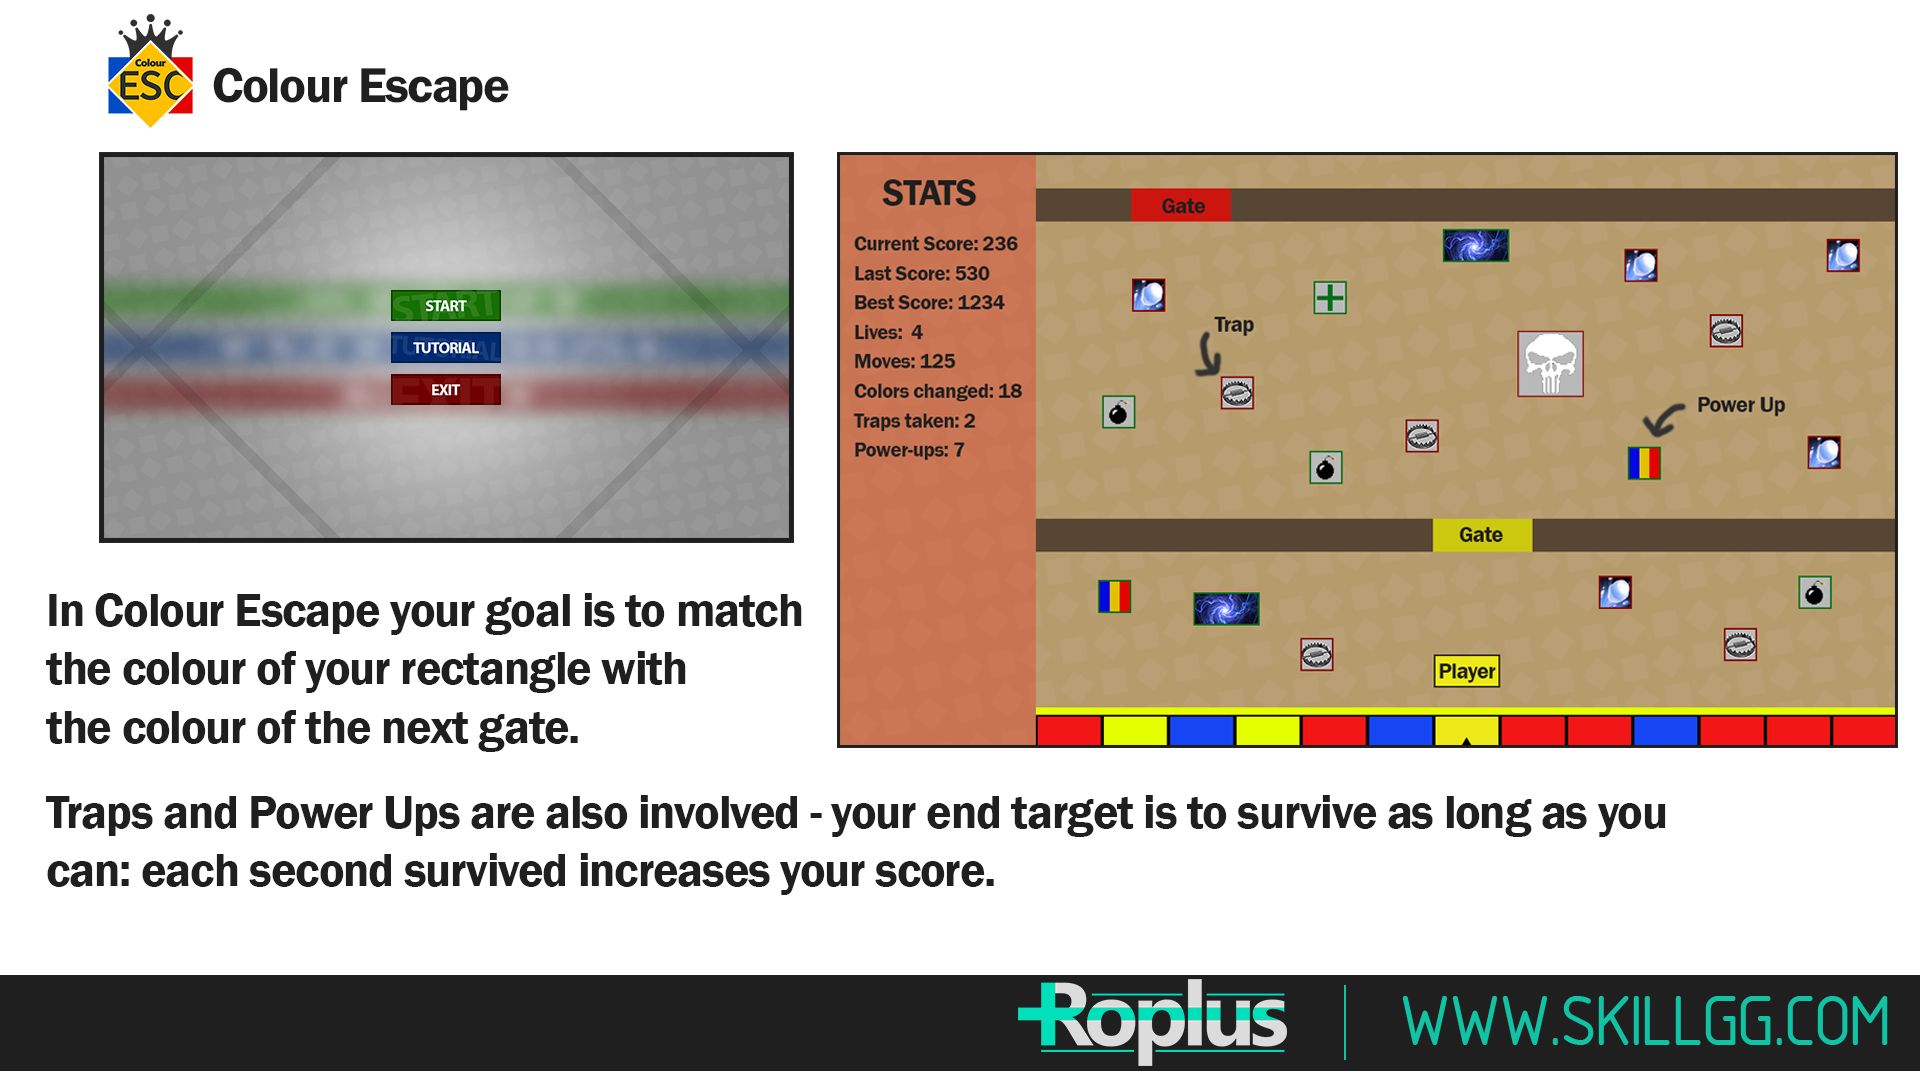 Colour
ESC
Colour Escape
START
TUTORIAL
EXIT
STATS
Current Score: 236
Last Score: 530
Best Score: 1234
Lives: 4
Moves: 125
Colors changed: 18
Traps taken: 2
Power-ups: 7
Gate
Trap
Power Up
Gate
Player
In Colour Escape your goal is to match
the colour of your rectangle with
the colour of the next gate.
Traps and Power Ups are also involved - your end target is to survive as long as you
can: each second survived increases your score.
Roplus
WWW.SKILLGG.COM